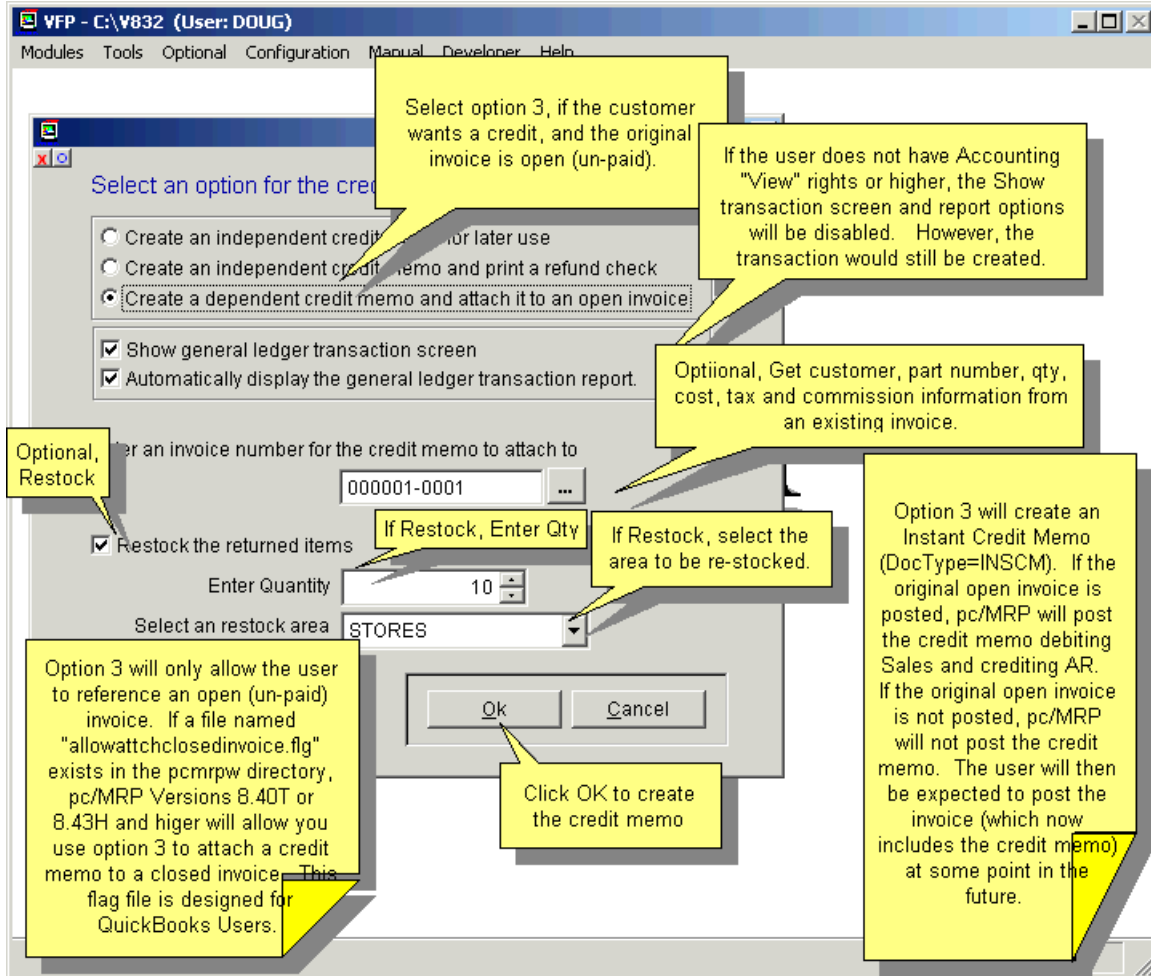 VFP - C:\V832 (User: DOUG)
Modules Tools Optional Configuration Manual Developer Help
Select option 3, if the customer
wants a credit, and the original
invoice is open (un-paid).
If the user does not have Accounting
"View" rights or higher, the Show
transaction screen and report options
will be disabled. However, the
transaction would still be created.
Select an option for the cre
Create an independent credit for later use
Create an independent credit memo and print a refund check
Create a dependent credit memo and attach it to an open invoice
Show general ledger transaction screen
Automatically display the general ledger transaction report.
Optiional, Get customer, part number, qty,
cost, tax and commission information from
an existing invoice.
Optional,
Restock
er an invoice number for the credit memo to attach to
000001-0001 ...
If Restock, Enter Qty
If Restock, select the
area to be re-stocked.
Restock the returned items
Enter Quantity 10
Select an restock area STORES
Option 3 will create an
Instant Credit Memo
(DocType=INSCM). If the
original open invoice is
posted, pc/MRP will post
the credit memo debiting
Sales and crediting AR.
If the original open invoice
is not posted, pc/MRP
will not post the credit
memo. The user will then
be expected to post the
invoice (which now
includes the credit memo)
at some point in the
future.
Option 3 will only allow the user
to reference an open (un-paid)
invoice. If a file named
"allowattchclosedinvoice.flg"
exists in the pcmrpw directory,
pc/MRP Versions 8.40T or
8.43H and higer will allow you
use option 3 to attach a credit
memo to a closed invoice. This
flag file is designed for
QuickBooks Users.
Ok Cancel
Click OK to create
the credit memo